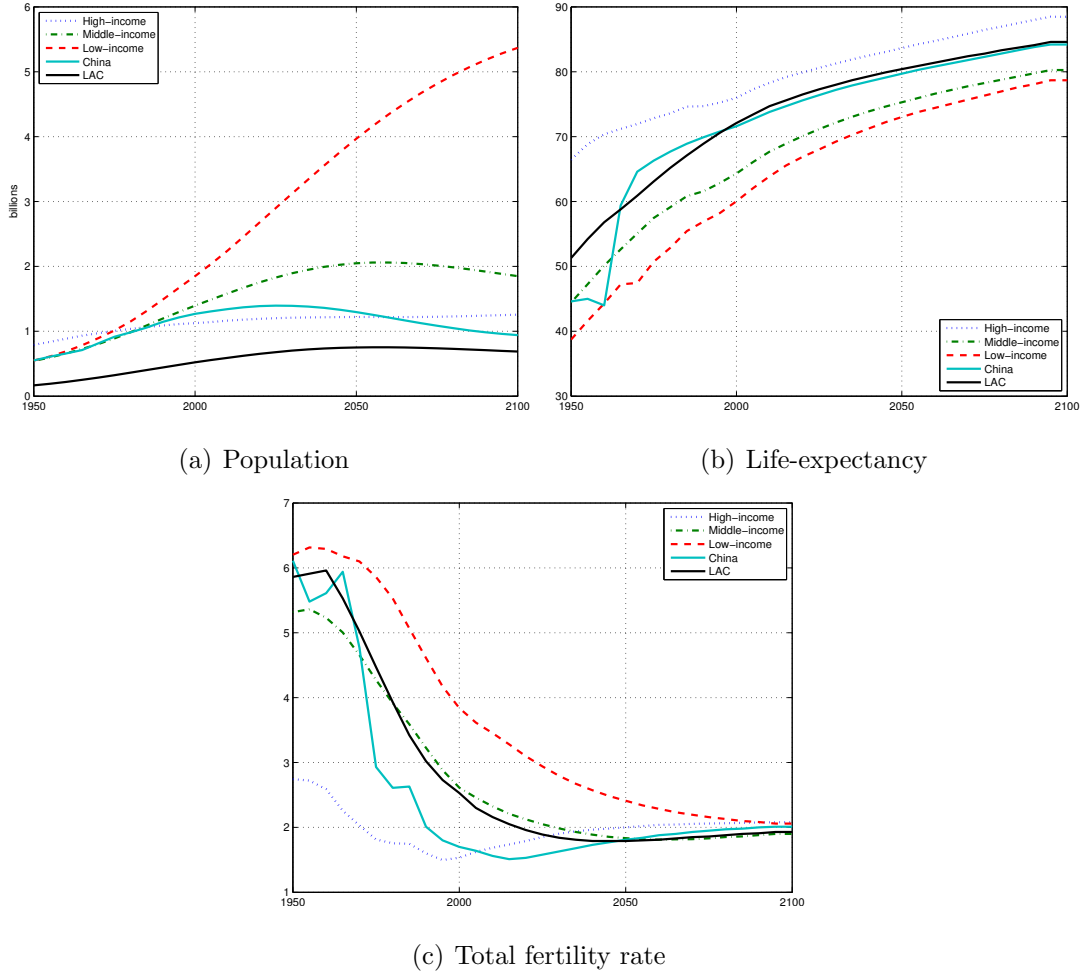 6
5
4
3
2
1
0
billions
1950
2000
2050
2100
High-income
Middle-income
Low-income
China
LAC
(a) Population
90
80
70
60
50
40
30
1950
2000
2050
2100
High-income
Middle-income
Low-income
China
LAC
(b) Life-expectancy
7
6
5
4
3
2
1
1950
2000
2050
2100
High-income
Middle-income
Low-income
China
LAC
(c) Total fertility rate